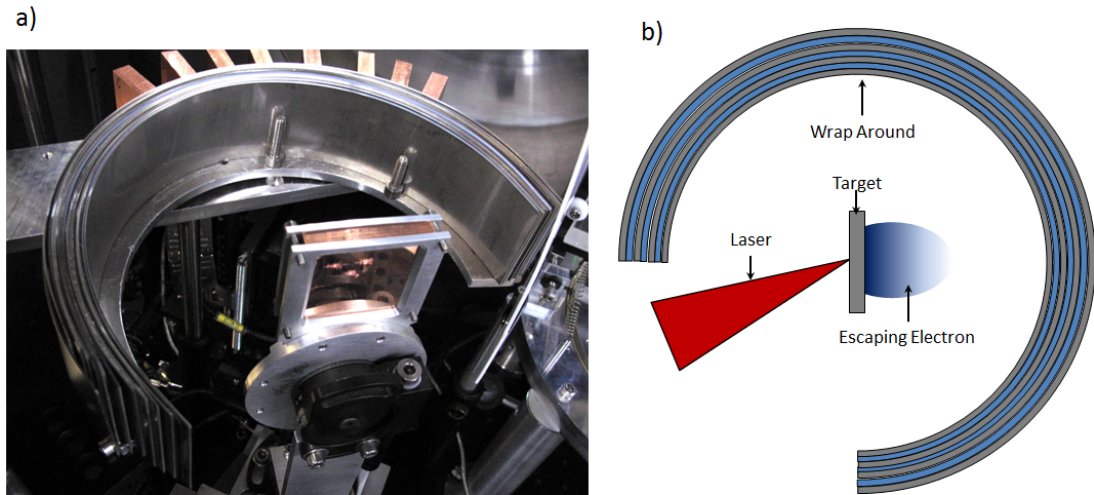 a)
b)
Wrap Around
Target
Laser
Escaping Electron